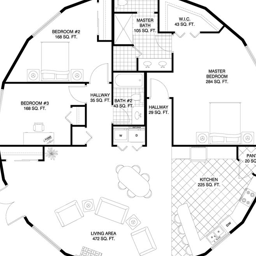 MASTER
BATH
105 SQ. FT.
W.I.C.
43 SQ. FT.
BEDROOM #2
168 SQ. FT.
MASTER
BEDROOM
284 SQ. FT.
HALLWAY
35 SQ. FT.
BATH #2
43 SQ. FT.
HALLWAY
29 SQ. FT.
BEDROOM #3
168 SQ. FT.
PAN
20 SQ
KITCHEN
225 SQ. FT.
LIVING AREA
472 SQ. FT.